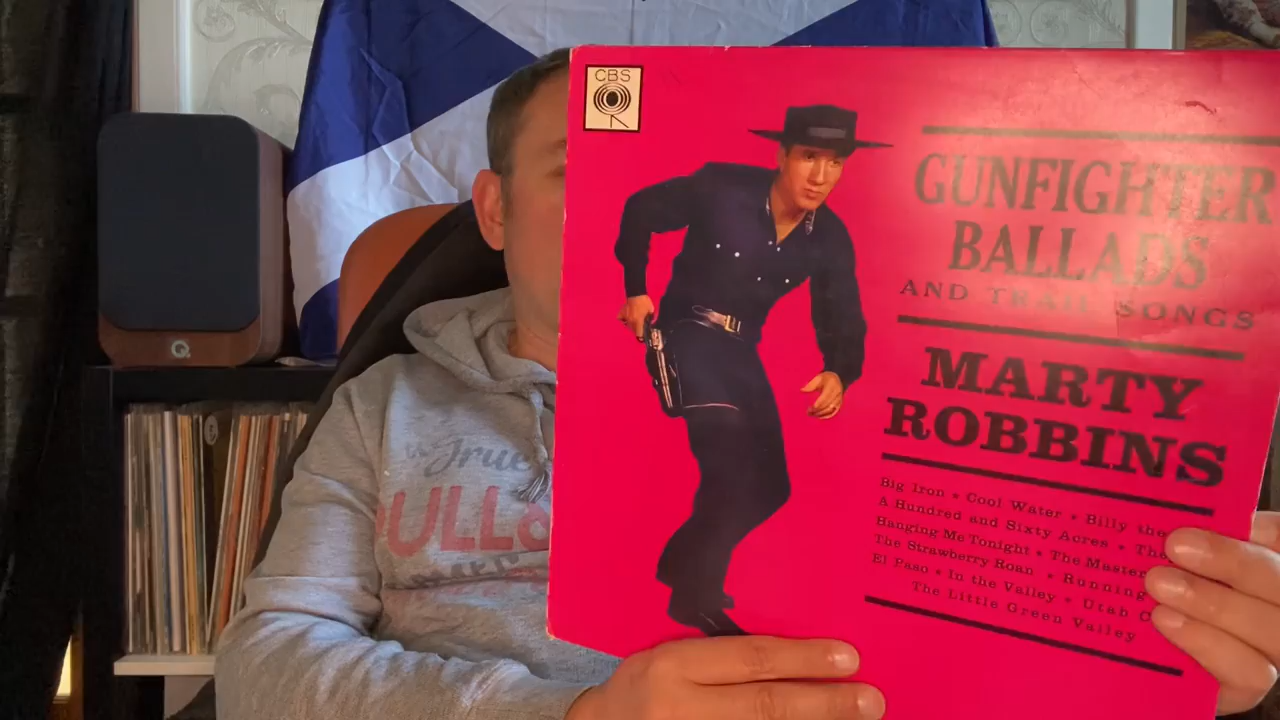 CBS
GUNFIGHTER
BALLADS
AND TRAIL SONGS
MARTY
ROBBINS
Big Iron • Cool Water • Billy the
A Hundred and Sixty Acres • The
Hanging Me Tonight • The Master
The Strawberry Roan • Running
El Paso • In the Valley • Utah C
The Little Green Valley
True
Q